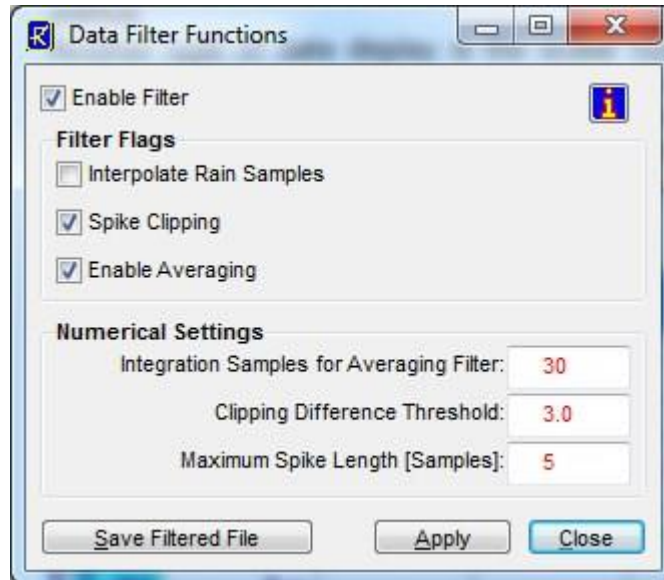 Data Filter Functions
Enable Filter
Filter Flags
Interpolate Rain Samples
Spike Clipping
Enable Averaging
Numerical Settings
Integration Samples for Averaging Filter: 30
Clipping Difference Threshold: 3.0
Maximum Spike Length [Samples]: 5
Save Filtered File Apply Close